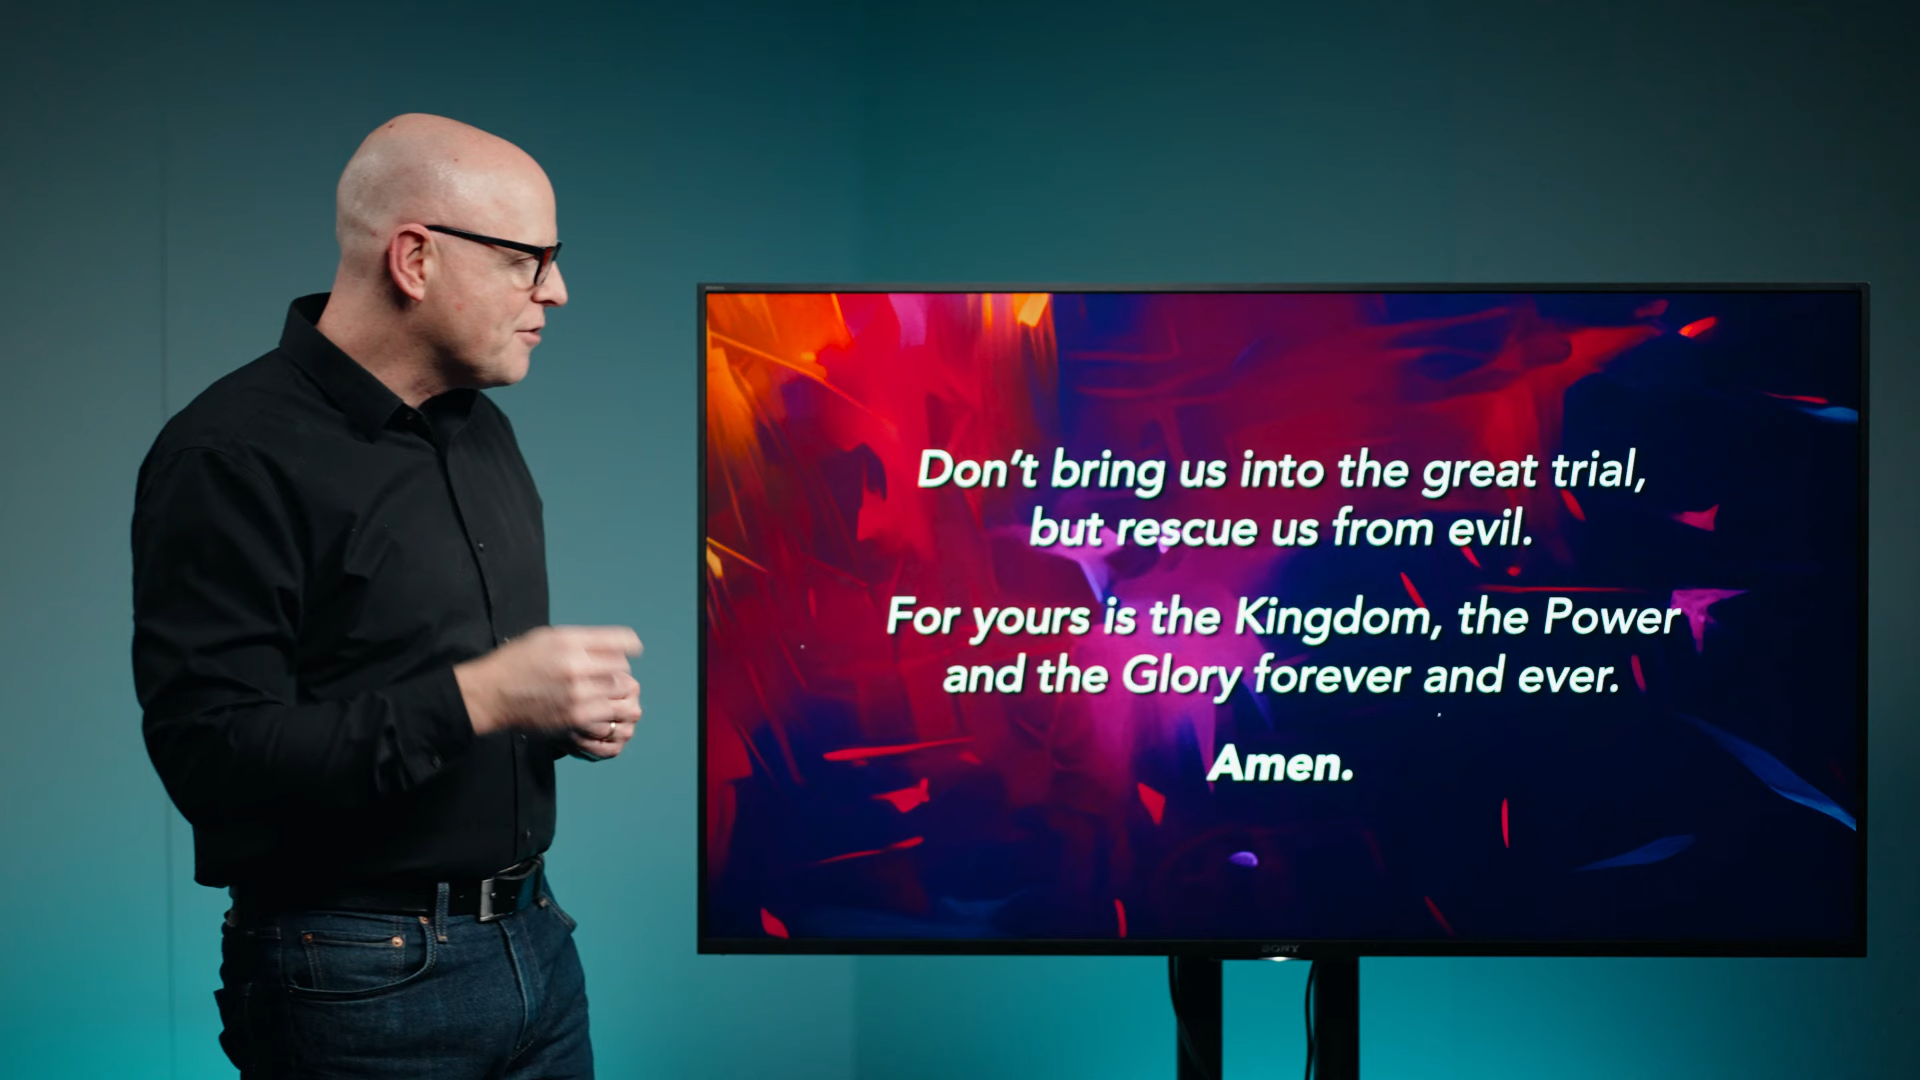 Don't bring us into the great trial,
but rescue us from evil.
For yours is the Kingdom, the Power
and the Glory forever and ever.
Amen.
SONY